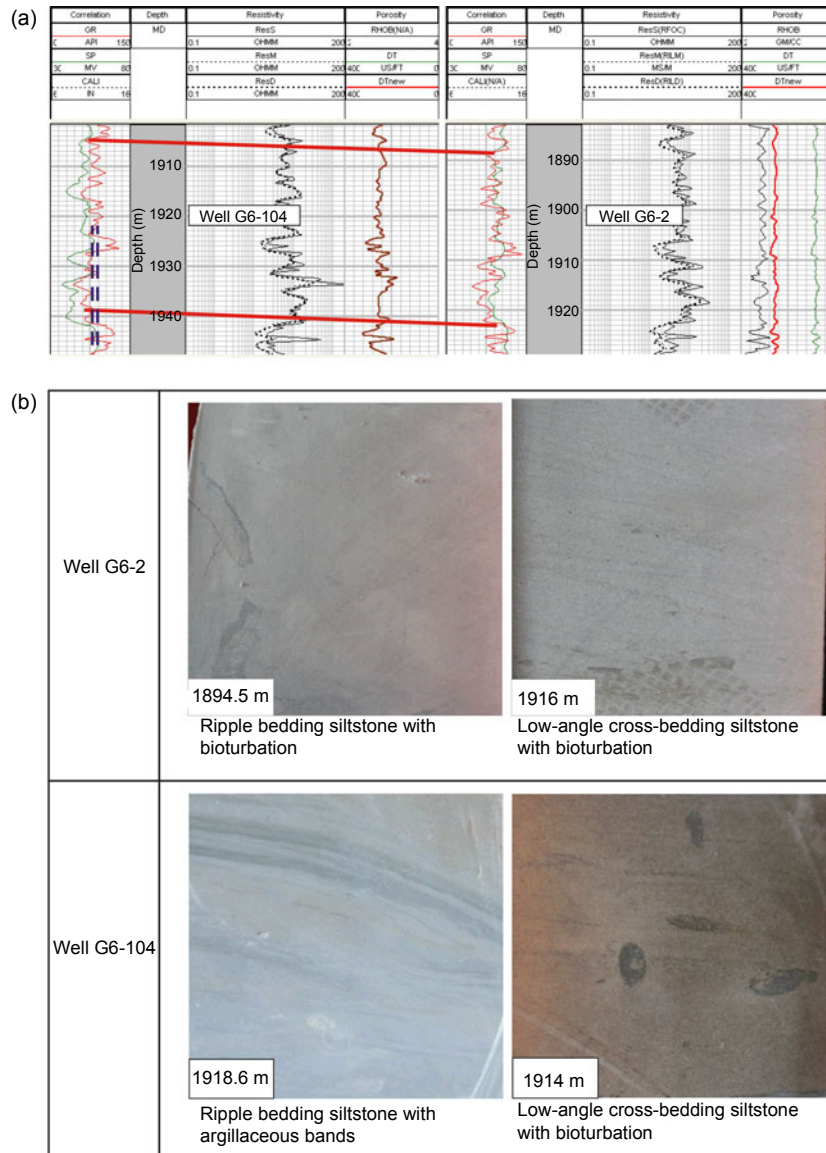 (a)
Correlation Depth Resistivity Porosity Correlation Depth Resistivity Porosity
GR MD ResS RHOB(N/A) GR MD ResS(RFOC) RHOB
API 150 0.1 OHMM 200 2 4 API 150 0.1 OHMM 200 2 GM/CC
SP ResM DT SP ResM(RILM) DT
MV 80 0.1 OHMM 200 400 US/FT 0 MV 80 0.1 MS/M 200 US/FT
CALI ResD DTnew CALI(N/A) ResD(RILD) DTnew
IN 16 0.1 OHMM 200 0 16 0.1 OHMM 200
1910 1890
1920 Well G6-104 1900 Well G6-2
Depth (m) Depth (m)
1930 1910
1940 1920
(b)
Well G6-2
1894.5 m 1916 m
Ripple bedding siltstone with Low-angle cross-bedding siltstone
bioturbation with bioturbation
Well G6-104
1918.6 m 1914 m
Ripple bedding siltstone with Low-angle cross-bedding siltstone
argillaceous bands with bioturbation